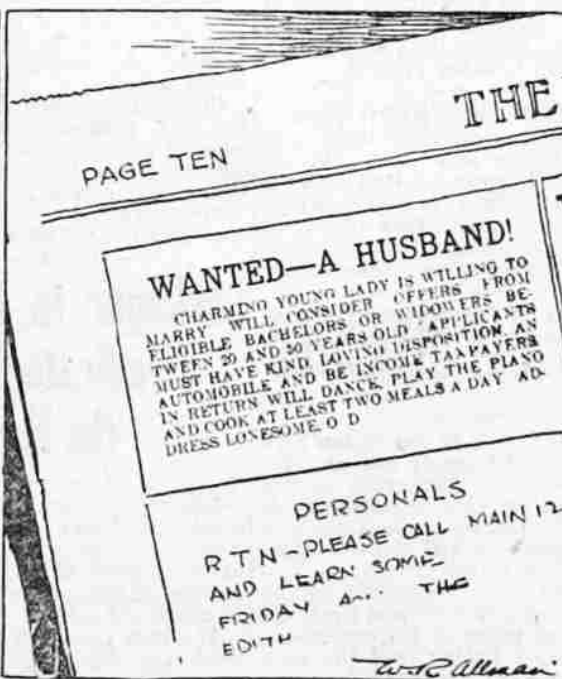 THE
PAGE TEN
WANTED—A HUSBAND!
CHARMING YOUNG LADY IS WILLING TO
MARRY WILL CONSIDER OFFERS FROM
ELIGIBLE BACHELORS OR WIDOWERS BE-
TWEEN 20 AND 50 YEARS OLD APPLICANTS
MUST HAVE KIND, LOVING DISPOSITION, AN
AUTOMOBILE AND BE INCOME TAXPAYERS
IN RETURN WILL DANCE, PLAY THE PIANO
AND COOK AT LEAST TWO MEALS A DAY AD-
DRESS LONESOME, O D
PERSONALS
R T N - PLEASE CALL MAIN 12
AND LEARN SOME
FRIDAY THE
EDITH
W.R. Allman